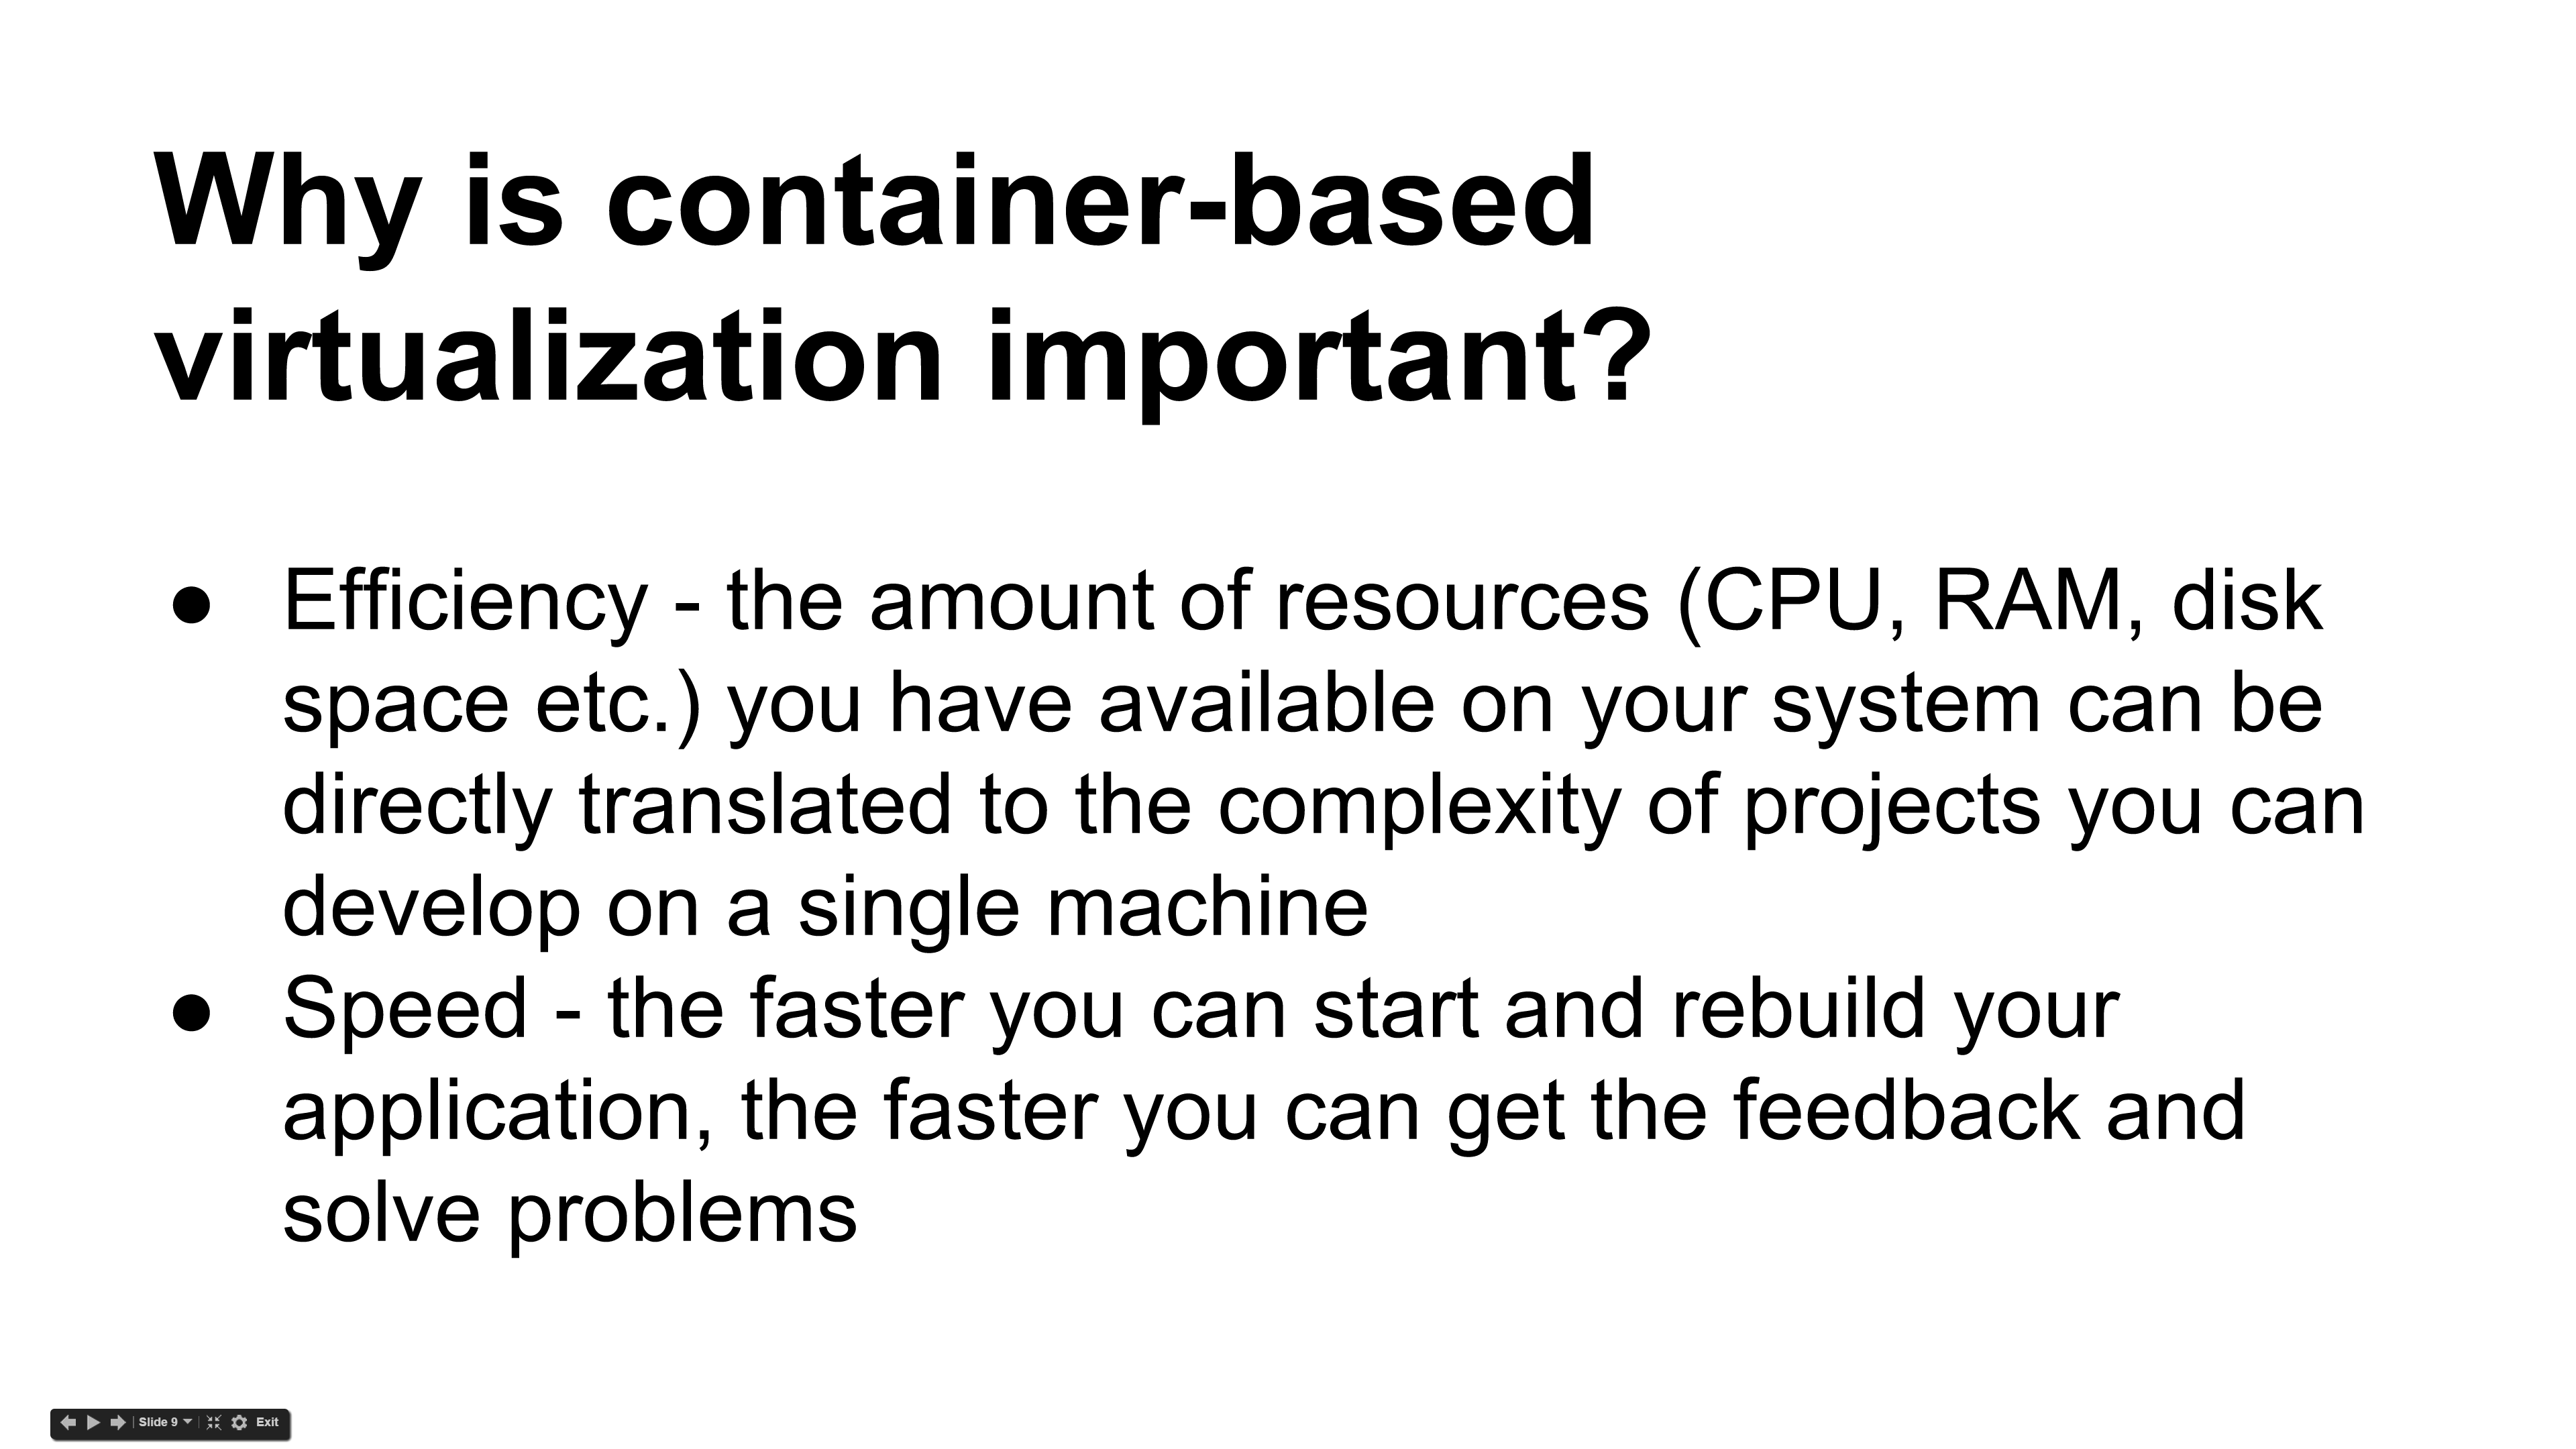 Why is container-based
virtualization important?
● Efficiency - the amount of resources (CPU, RAM, disk
space etc.) you have available on your system can be
directly translated to the complexity of projects you can
develop on a single machine
● Speed - the faster you can start and rebuild your
application, the faster you can get the feedback and
solve problems
Slide 9 Exit